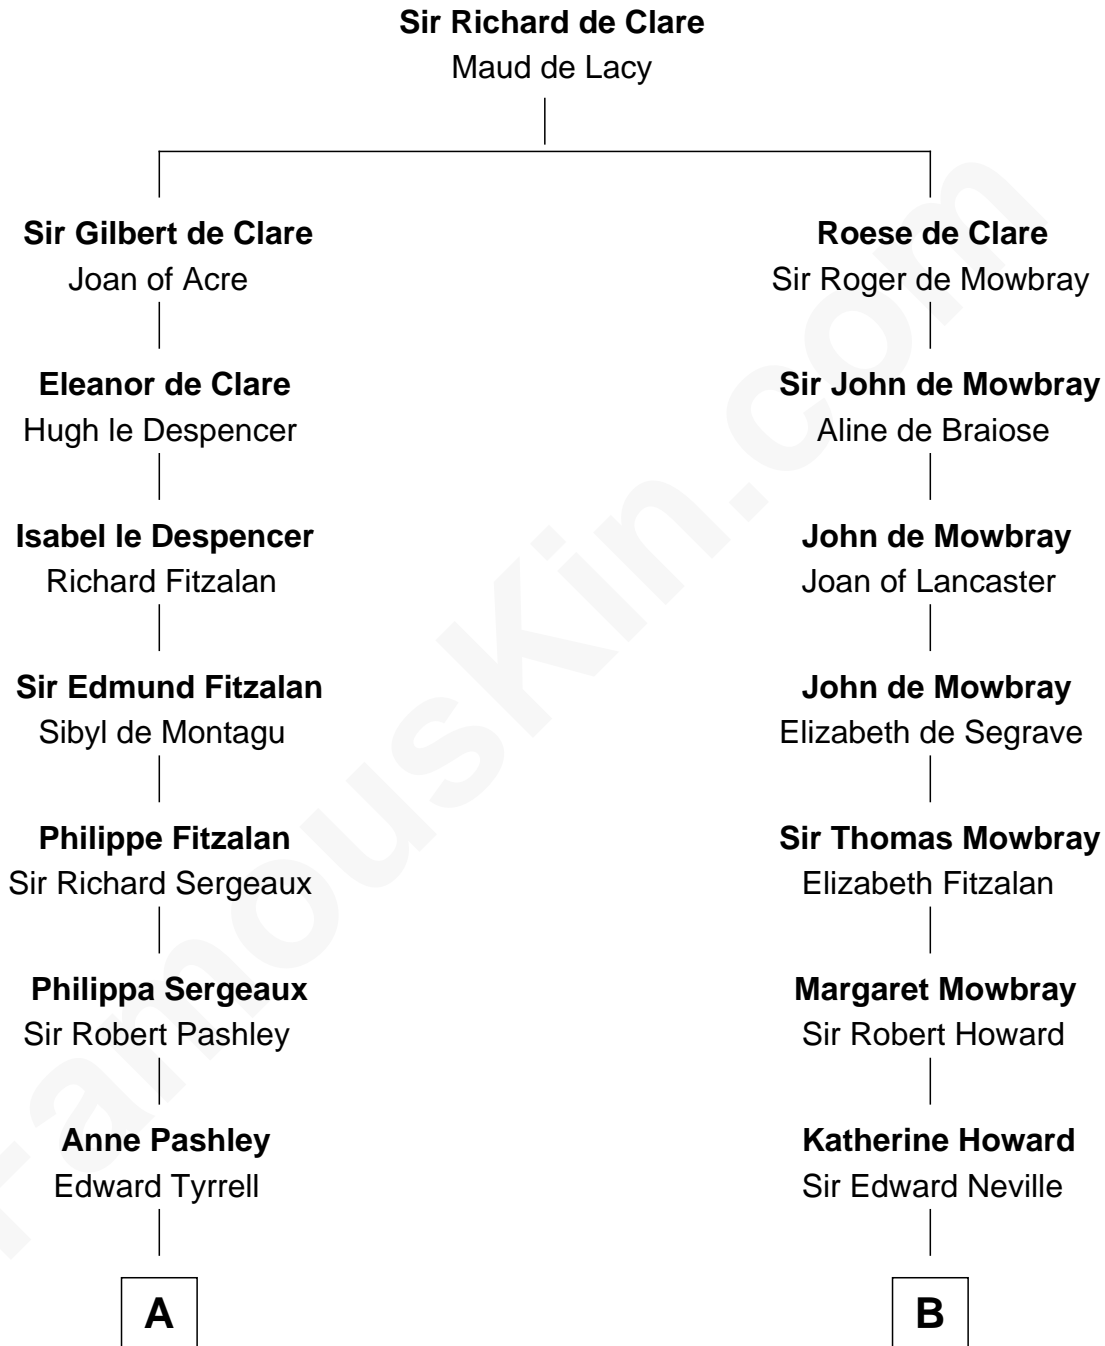 Sir Richard de Clare
Maud de Lacy
Sir Gilbert de Clare
Joan of Acre
Roese de Clare
Sir Roger de Mowbray
Eleanor de Clare
Hugh le Despencer
Sir John de Mowbray
Aline de Braiose
Isabel le Despencer
Richard Fitzalan
John de Mowbray
Joan of Lancaster
Sir Edmund Fitzalan
Sibyl de Montagu
John de Mowbray
Elizabeth de Segrave
Philippe Fitzalan
Sir Richard Sergeaux
Sir Thomas Mowbray
Elizabeth Fitzalan
Philippa Sergeaux
Sir Robert Pashley
Margaret Mowbray
Sir Robert Howard
Anne Pashley
Edward Tyrrell
Katherine Howard
Sir Edward Neville
A
B
FamousKin.com